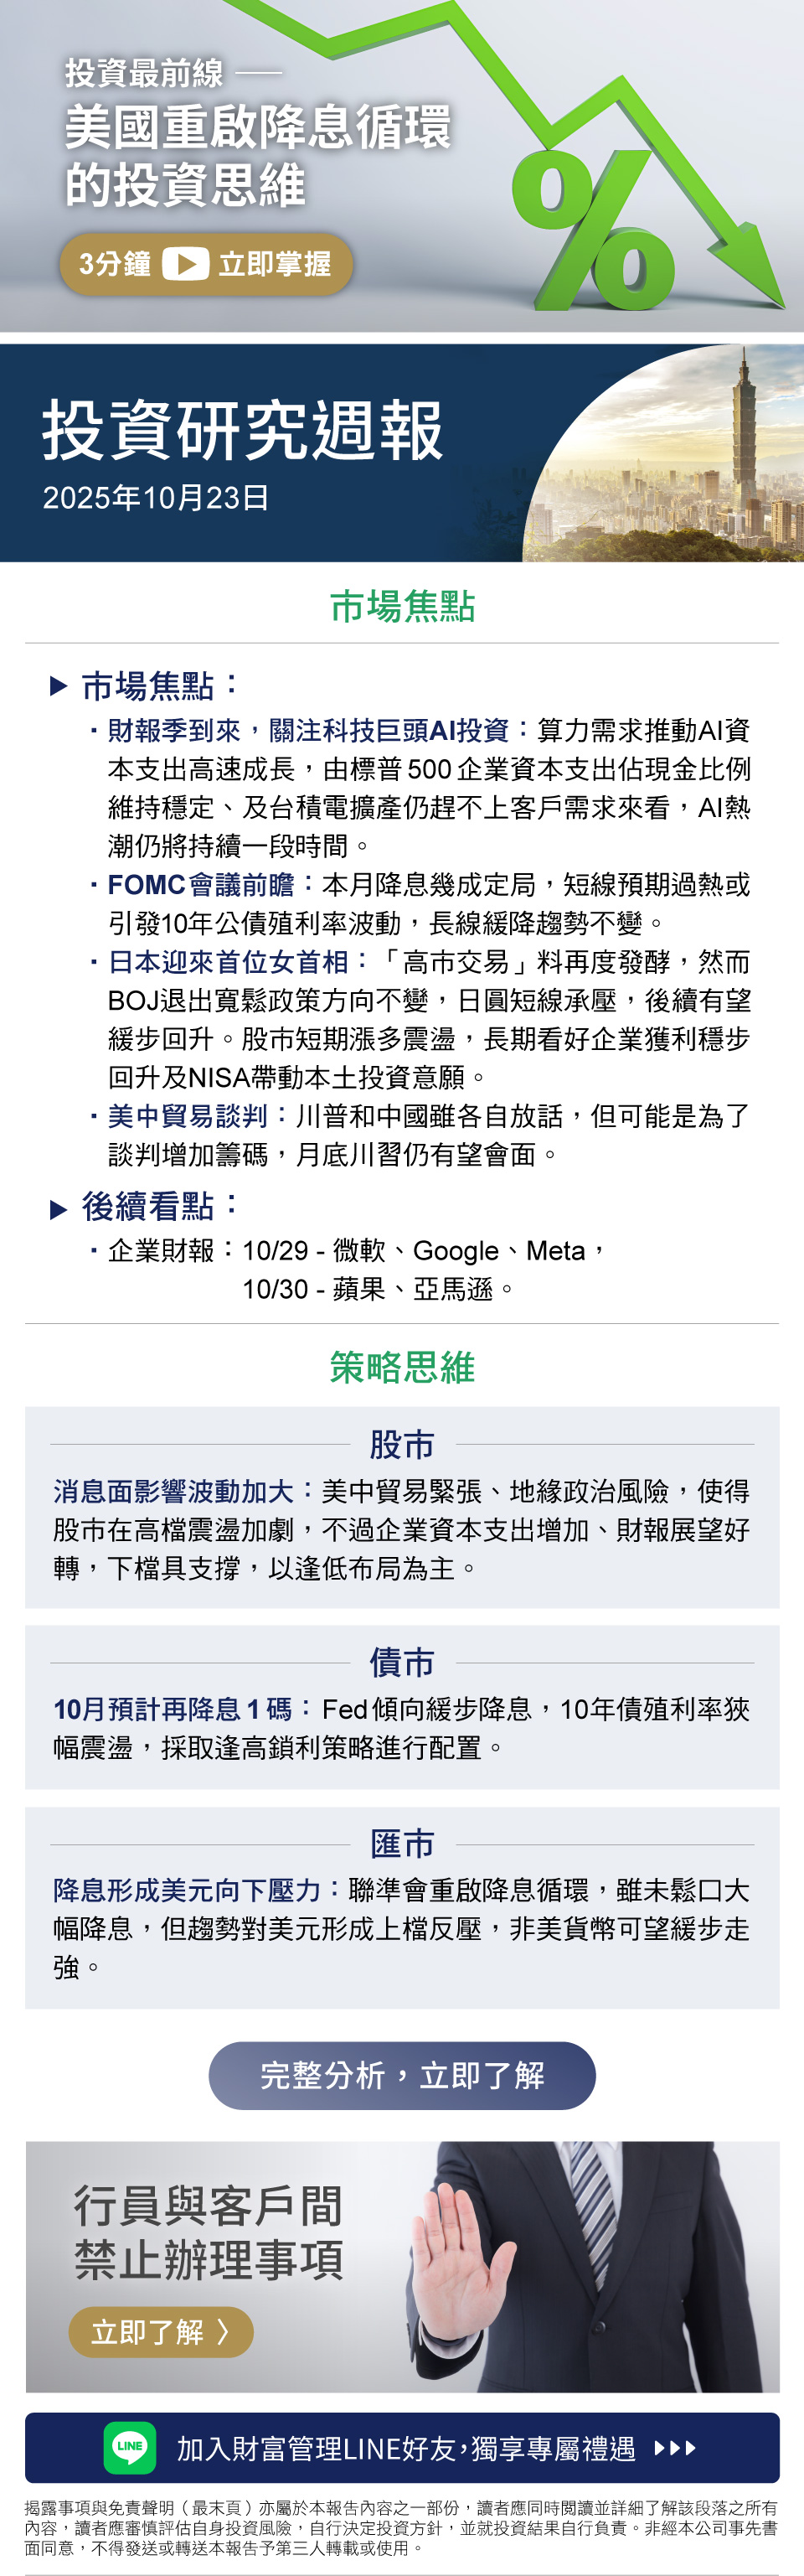 投資最前線 ——
美國重啟降息循環
的投資思維
3分鐘 立即掌握
投資研究週報
2025年10月23日
市場焦點
▶ 市場焦點：
・財報季到來，關注科技巨頭AI投資：算力需求推動AI資
本支出高速成長，由標普500企業資本支出佔現金比例
維持穩定、及台積電擴產仍趕不上客戶需求來看，AI熱
潮仍將持續一段時間。
・FOMC會議前瞻：本月降息幾成定局，短線預期過熱或
引發10年公債殖利率波動，長線緩降趨勢不變。
・日本迎來首位女首相：「高市交易」料再度發酵，然而
BOJ退出寬鬆政策方向不變，日圓短線承壓，後續有望
緩步回升。股市短期漲多震盪，長期看好企業獲利穩步
回升及NISA帶動本土投資意願。
・美中貿易談判：川普和中國雖各自放話，但可能是為了
談判增加籌碼，月底川習仍有望會面。
▶ 後續看點：
・企業財報：10/29 - 微軟、Google、Meta，
10/30 - 蘋果、亞馬遜。
策略思維
股市
消息面影響波動加大：美中貿易緊張、地緣政治風險，使得
股市在高檔震盪加劇，不過企業資本支出增加、財報展望好
轉，下檔具支撐，以逢低布局為主。
債市
10月預計再降息1碼：Fed傾向緩步降息，10年債殖利率狹
幅震盪，採取逢高鎖利策略進行配置。
匯市
降息形成美元向下壓力：聯準會重啟降息循環，雖未鬆口大
幅降息，但趨勢對美元形成上檔反壓，非美貨幣可望緩步走
強。
完整分析，立即了解
行員與客戶間
禁止辦理事項
立即了解 〉
LINE 加入財富管理LINE好友，獨享專屬禮遇 ▶▶▶
揭露事項與免責聲明（最末頁）亦屬於本報告內容之一部份，讀者應同時閱讀並詳細了解該段落之所有
內容，讀者應審慎評估自身投資風險，自行決定投資方針，並就投資結果自行負責。非經本公司事先書
面同意，不得發送或轉送本報告予第三人轉載或使用。